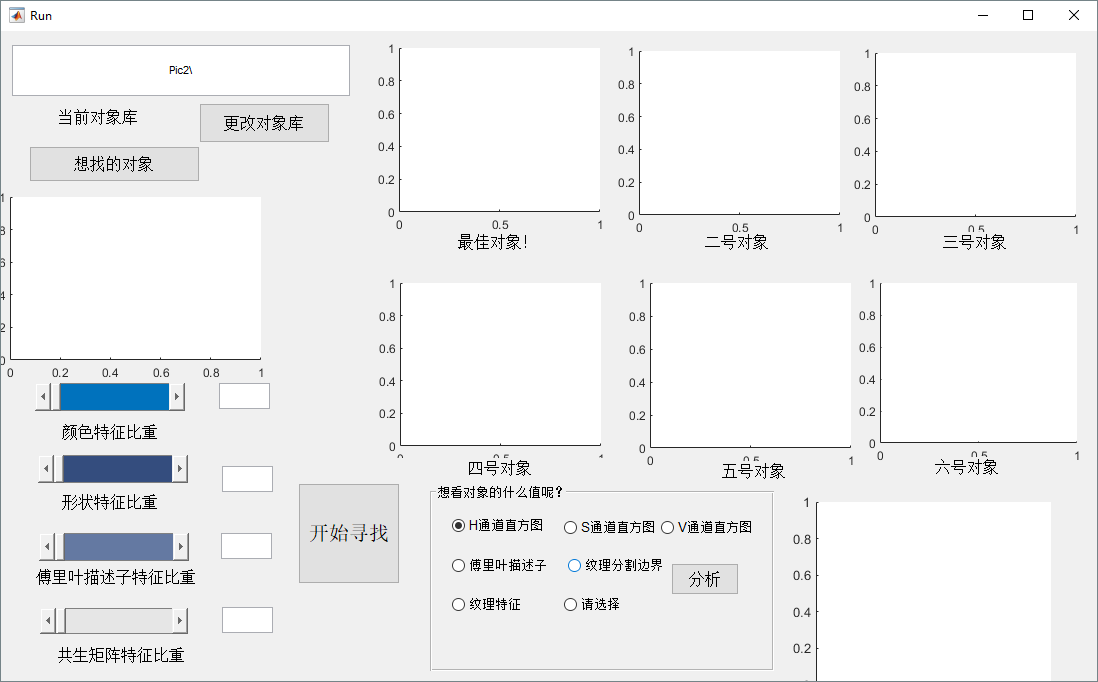 Run
Pic2\
当前对象库
更改对象库
想找的对象
1
8
6
4
2
0
0 0.2 0.4 0.6 0.8 1
颜色特征比重
形状特征比重
傅里叶描述子特征比重
共生矩阵特征比重
开始寻找
1
0.8
0.6
0.4
0.2
0
0 0.5 1
最佳对象!
1
0.8
0.6
0.4
0.2
0
0 0.5 1
二号对象
1
0.8
0.6
0.4
0.2
0
0 0.5 1
三号对象
1
0.8
0.6
0.4
0.2
0
四号对象
1
0.8
0.6
0.4
0.2
0
0 0.5 1
五号对象
1
0.8
0.6
0.4
0.2
0
0 0.5 1
六号对象
想看对象的什么值呢?
H通道直方图 S通道直方图 V通道直方图
傅里叶描述子 纹理分割边界
分析
纹理特征 请选择
1
0.8
0.6
0.4
0.2